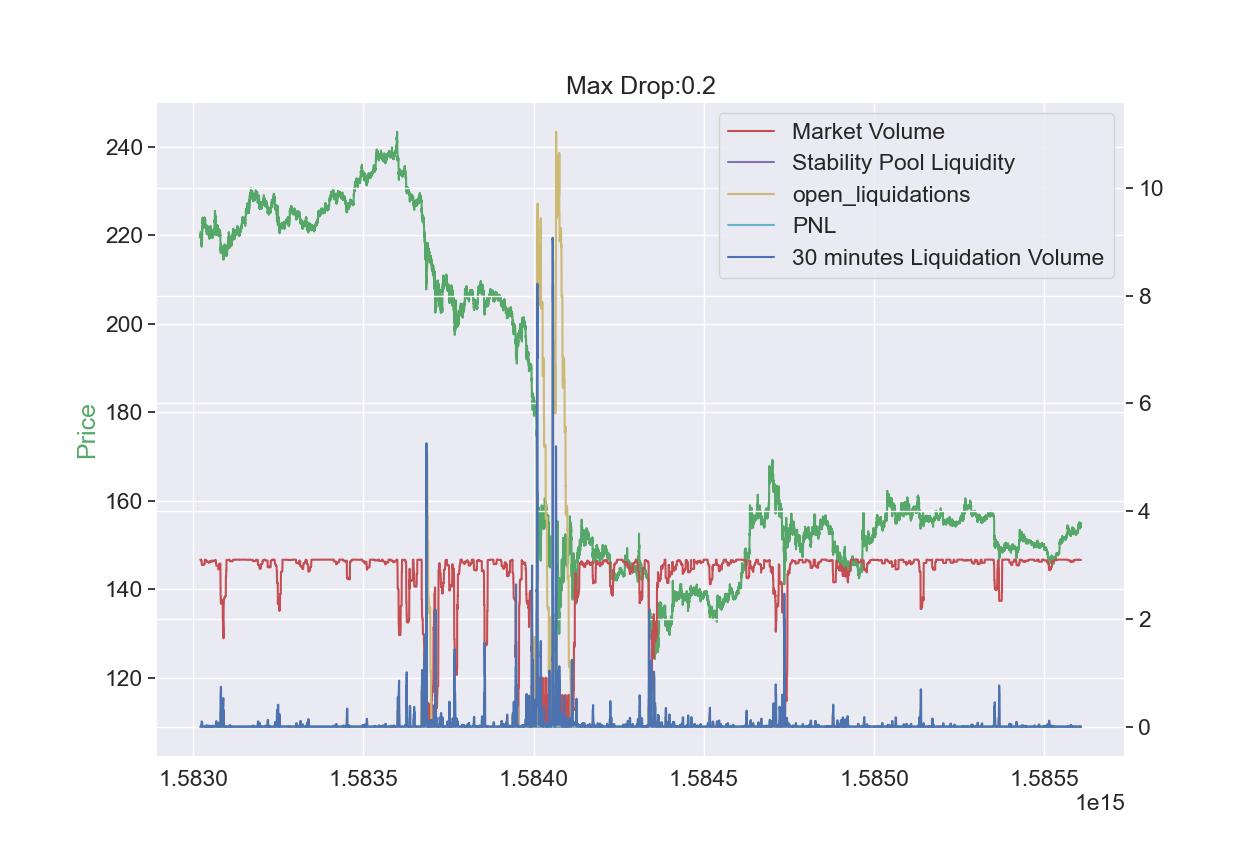 Max Drop:0.2
Market Volume
Stability Pool Liquidity
open_liquidations
PNL
30 minutes Liquidation Volume
Price
240
220
200
180
160
140
120
10
8
6
4
2
0
1.5830 1.5835 1.5840 1.5845 1.5850 1.5855
1e15